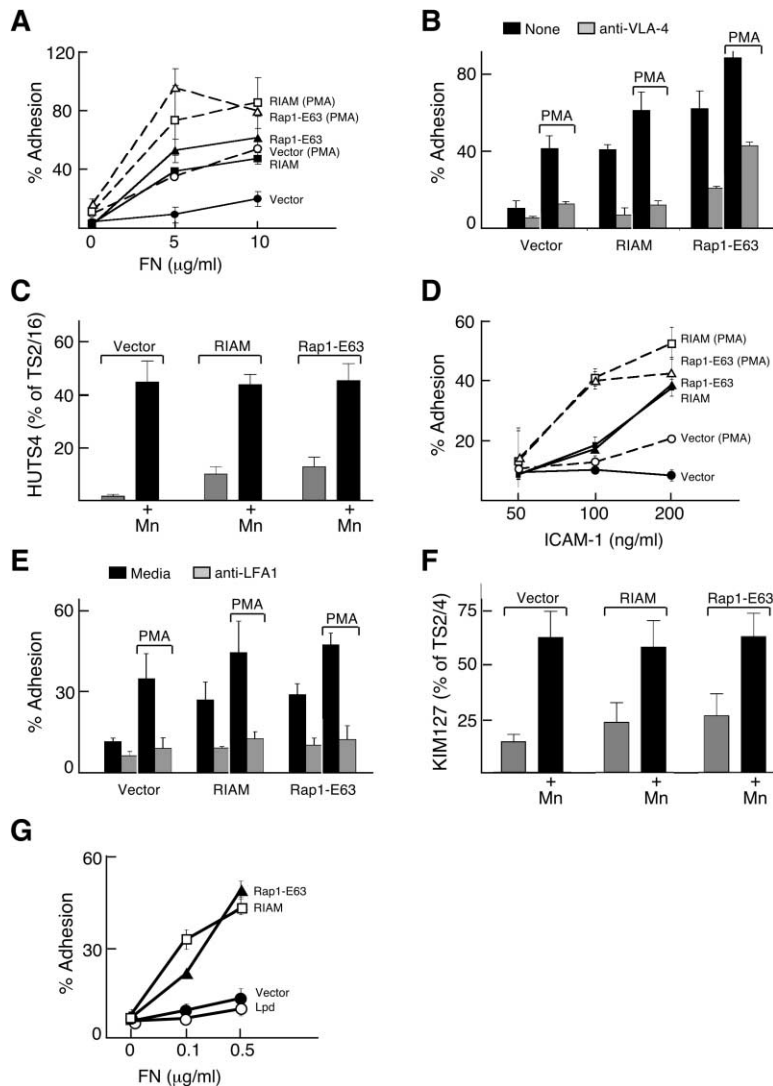 A
120
80
40
% Adhesion
0
5
10
FN (μg/ml)
RIAM (PMA)
Rap1-E63 (PMA)
Rap1-E63
Vector (PMA)
RIAM
Vector
B
None
anti-VLA-4
80
40
0
% Adhesion
PMA
PMA
PMA
Vector
RIAM
Rap1-E63
C
HUTS4 (% of TS2/16)
60
40
20
Vector
RIAM
Rap1-E63
+
Mn
+
Mn
+
Mn
D
60
40
20
0
% Adhesion
50
100
200
ICAM-1 (ng/ml)
RIAM (PMA)
Rap1-E63 (PMA)
Rap1-E63
RIAM
Vector (PMA)
Vector
E
Media
anti-LFA1
60
30
0
% Adhesion
PMA
PMA
PMA
Vector
RIAM
Rap1-E63
F
KIM127 (% of TS2/4)
75
50
25
Vector
RIAM
Rap1-E63
+
Mn
+
Mn
+
Mn
G
60
30
0
% Adhesion
0
0.1
0.5
FN (μg/ml)
Rap1-E63
RIAM
Vector
Lpd